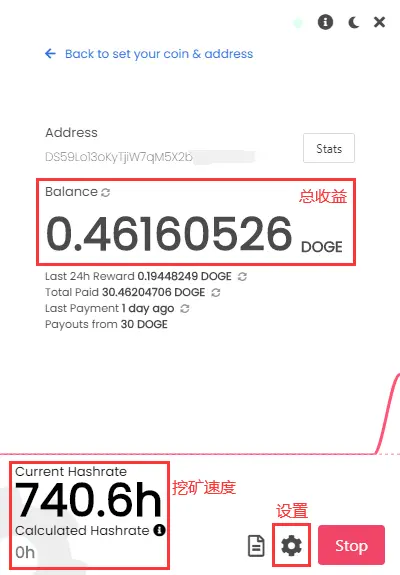 Back to set your coin & address
Address
DS59Lo13oKyTjiW7qM5X2b
Stats
Balance
总收益
0.46160526 DOGE
Last 24h Reward 0.19448249 DOGE
Total Paid 30.46204706 DOGE
Last Payment 1 day ago
Payouts from 30 DOGE
Current Hashrate
740.6h
挖矿速度
Calculated Hashrate
0h
设置
Stop